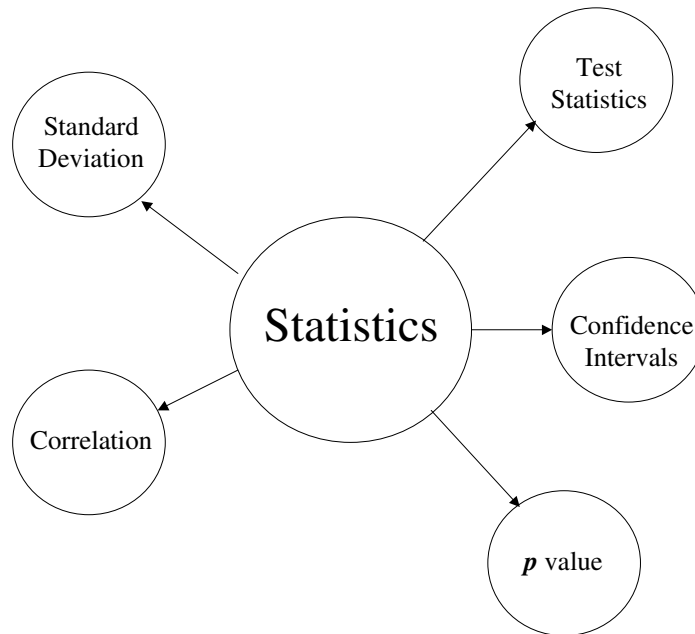 Test
Statistics
Standard
Deviation
Statistics
Confidence
Intervals
Correlation
p value